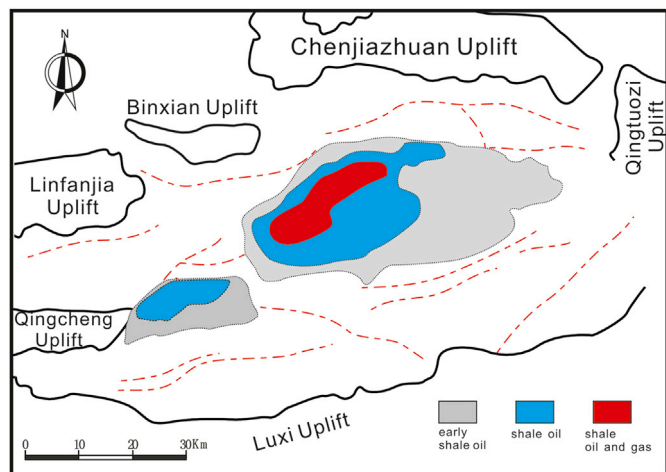 N
Chenjiazhuan Uplift
Binxian Uplift
Qingtuozi
Uplift
Linfanjia
Uplift
Qingcheng
Uplift
Luxi Uplift
early
shale oil
shale oil
shale
oil and gas
0 10 20 30Km